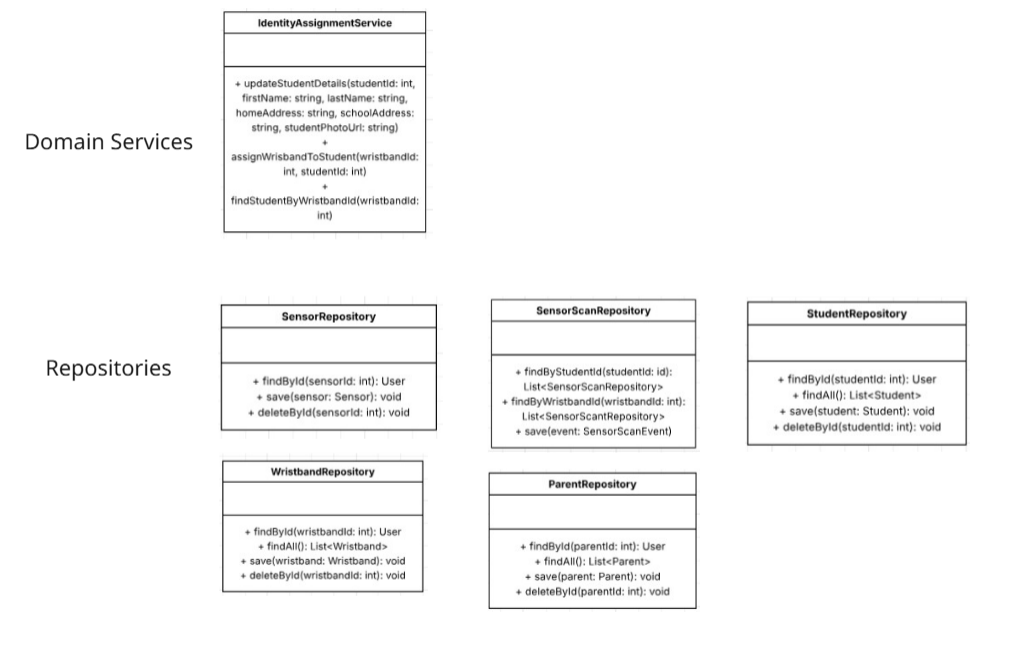 IdentityAssignmentService
+ updateStudentDetails(studentId: int,
firstName: string, lastName: string,
homeAddress: string, schoolAddress:
string, studentPhotoUrl: string)
+
assignWrisbandToStudent(wristbandId:
int, studentId: int)
+
findStudentByWristbandId(wristbandId:
int)
Domain Services
Repositories
SensorRepository
+ findById(sensorId: int): User
+ save(sensor: Sensor): void
+ deleteById(sensorId: int): void
SensorScanRepository
+ findByStudentId(studentId: id):
List<SensorScanRepository>
+ findByWristbandId(wristbandId: int):
List<SensorScantRepository>
+ save(event: SensorScanEvent)
StudentRepository
+ findById(studentId: int): User
+ findAll(): List<Student>
+ save(student: Student): void
+ deleteById(studentId: int): void
WristbandRepository
+ findById(wristbandId: int): User
+ findAll(): List<Wristband>
+ save(wristband: Wristband): void
+ deleteById(wristbandId: int): void
ParentRepository
+ findById(parentId: int): User
+ findAll(): List<Parent>
+ save(parent: Parent): void
+ deleteById(parentId: int): void